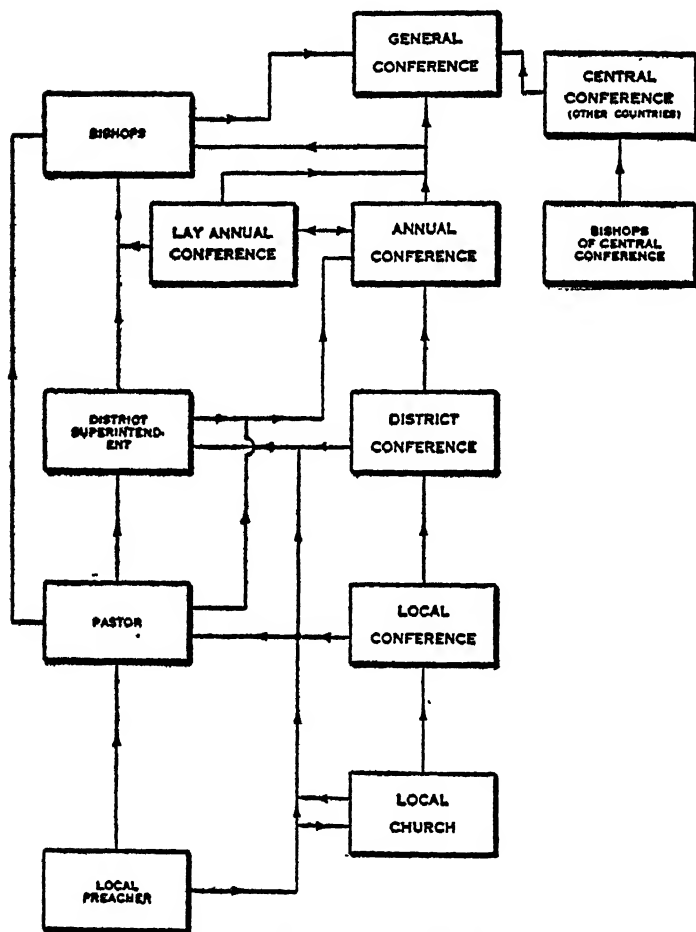 GENERAL
CONFERENCE
CENTRAL
CONFERENCE
(OTHER COUNTRIES)
BISHOPS
LAY ANNUAL
CONFERENCE
ANNUAL
CONFERENCE
BISHOPS
OF CENTRAL
CONFERENCE
DISTRICT
SUPERINTEND-
ENT
DISTRICT
CONFERENCE
PASTOR
LOCAL
CONFERENCE
LOCAL
CHURCH
LOCAL
PREACHER